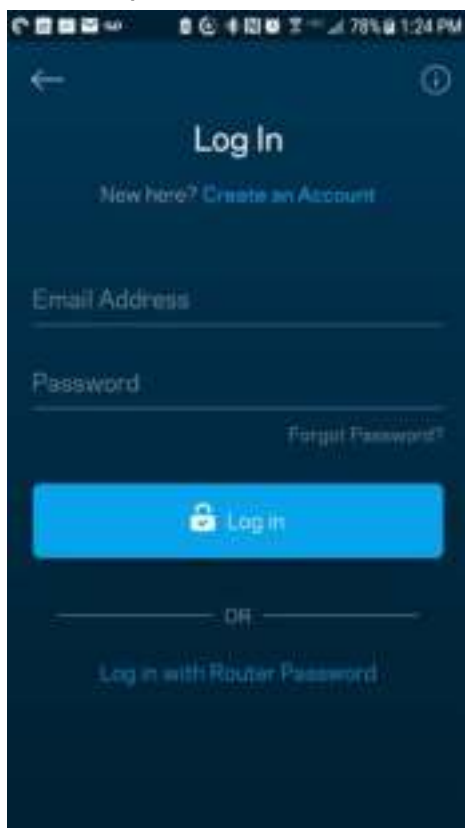 78% 1:24 PM
Log In
New here? Create an Account
Email Address
Password
Forgot Password?
Log in
OR
Log in with Router Password